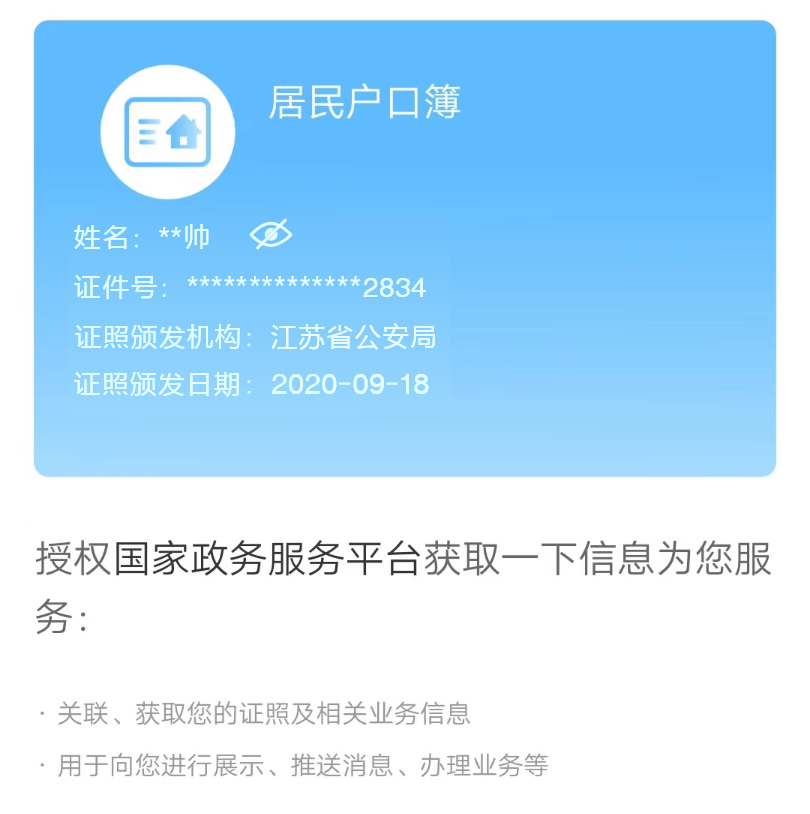 居民户口簿
姓名：**帅
证件号：**************2834
证照颁发机构：江苏省公安局
证照颁发日期：2020-09-18
授权国家政务服务平台获取一下信息为您服
务：
· 关联、获取您的证照及相关业务信息
· 用于向您进行展示、推送消息、办理业务等